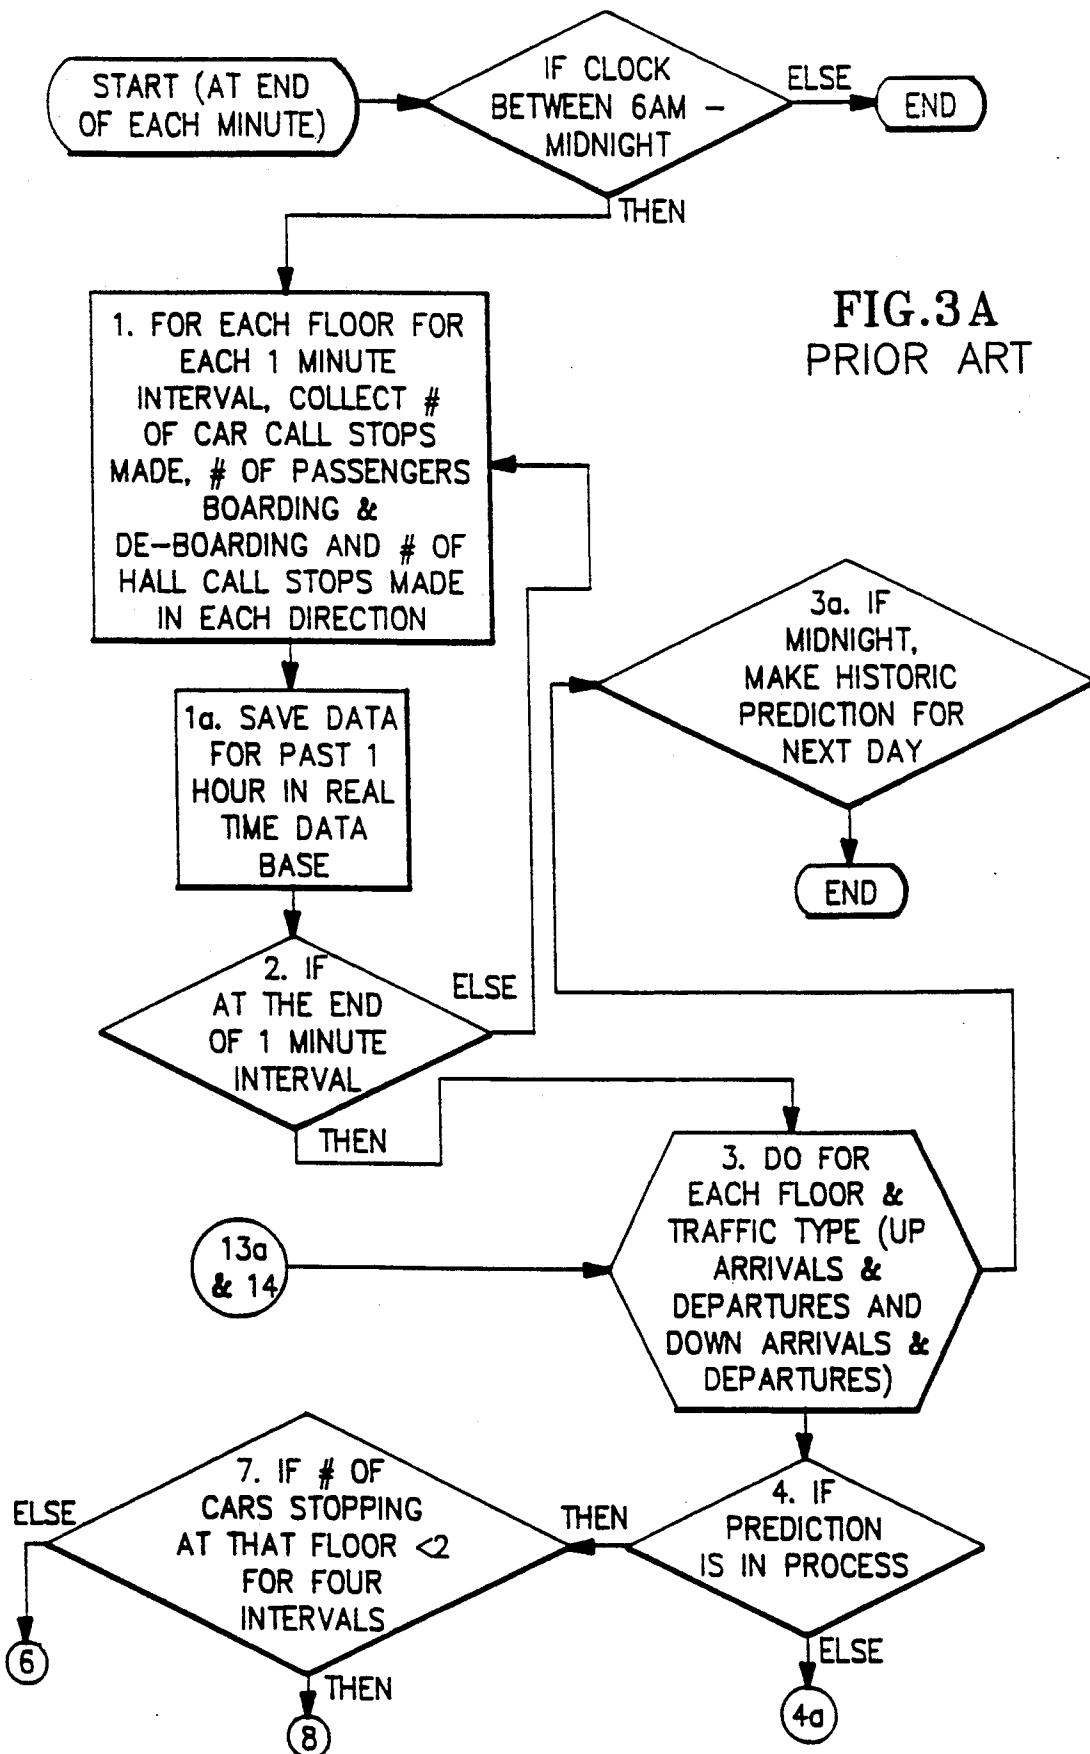 START (AT END
OF EACH MINUTE)
IF CLOCK
BETWEEN 6AM –
MIDNIGHT
ELSE
END
THEN
FIG.3A
PRIOR ART
1. FOR EACH FLOOR FOR
EACH 1 MINUTE
INTERVAL, COLLECT #
OF CAR CALL STOPS
MADE, # OF PASSENGERS
BOARDING &
DE–BOARDING AND # OF
HALL CALL STOPS MADE
IN EACH DIRECTION
1a. SAVE DATA
FOR PAST 1
HOUR IN REAL
TIME DATA
BASE
3a. IF
MIDNIGHT,
MAKE HISTORIC
PREDICTION FOR
NEXT DAY
END
2. IF
AT THE END
OF 1 MINUTE
INTERVAL
ELSE
THEN
3. DO FOR
EACH FLOOR &
TRAFFIC TYPE (UP
ARRIVALS &
DEPARTURES AND
DOWN ARRIVALS &
DEPARTURES)
13a
& 14
7. IF # OF
CARS STOPPING
AT THAT FLOOR <2
FOR FOUR
INTERVALS
ELSE
THEN
4. IF
PREDICTION
IS IN PROCESS
6
THEN
8
ELSE
4a